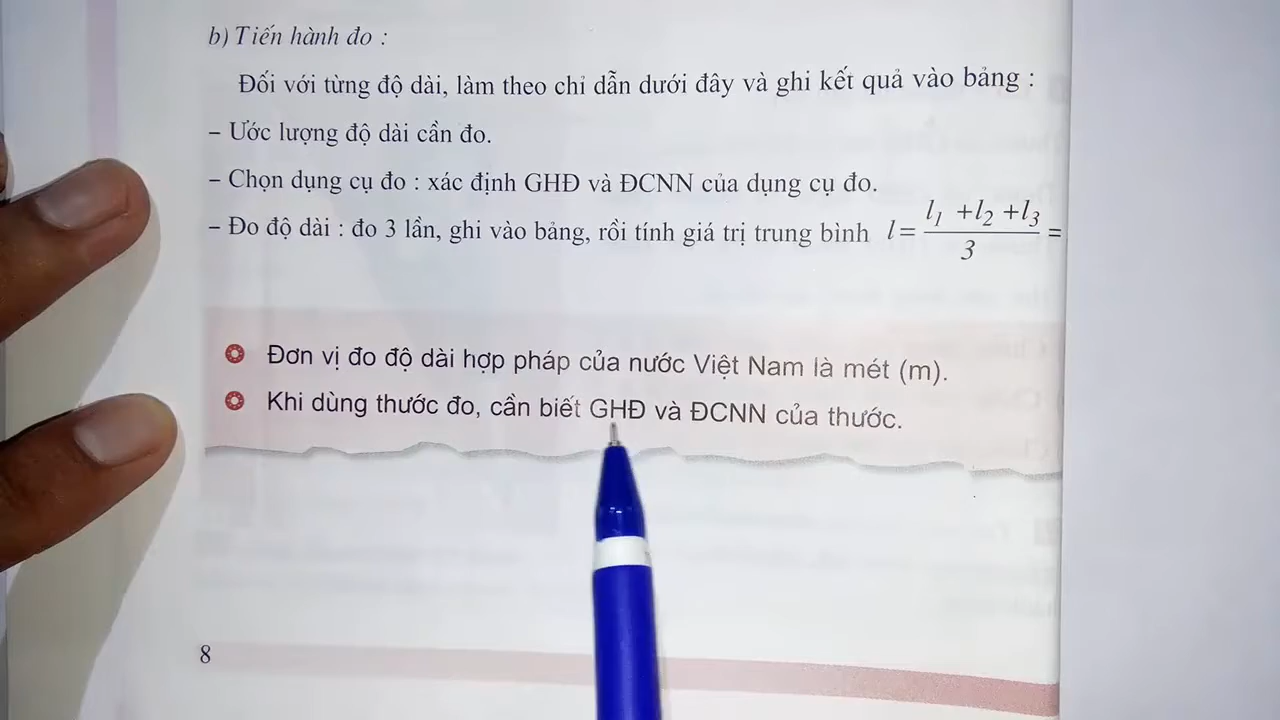 b) Tiến hành đo :
Đối với từng độ dài, làm theo chỉ dẫn dưới đây và ghi kết quả vào bảng :
– Ước lượng độ dài cần đo.
– Chọn dụng cụ đo : xác định GHĐ và ĐCNN của dụng cụ đo.
– Đo độ dài : đo 3 lần, ghi vào bảng, rồi tính giá trị trung bình l = (l₁ + l₂ + l₃)/3 =
Đơn vị đo độ dài hợp pháp của nước Việt Nam là mét (m).
Khi dùng thước đo, cần biết GHĐ và ĐCNN của thước.
8